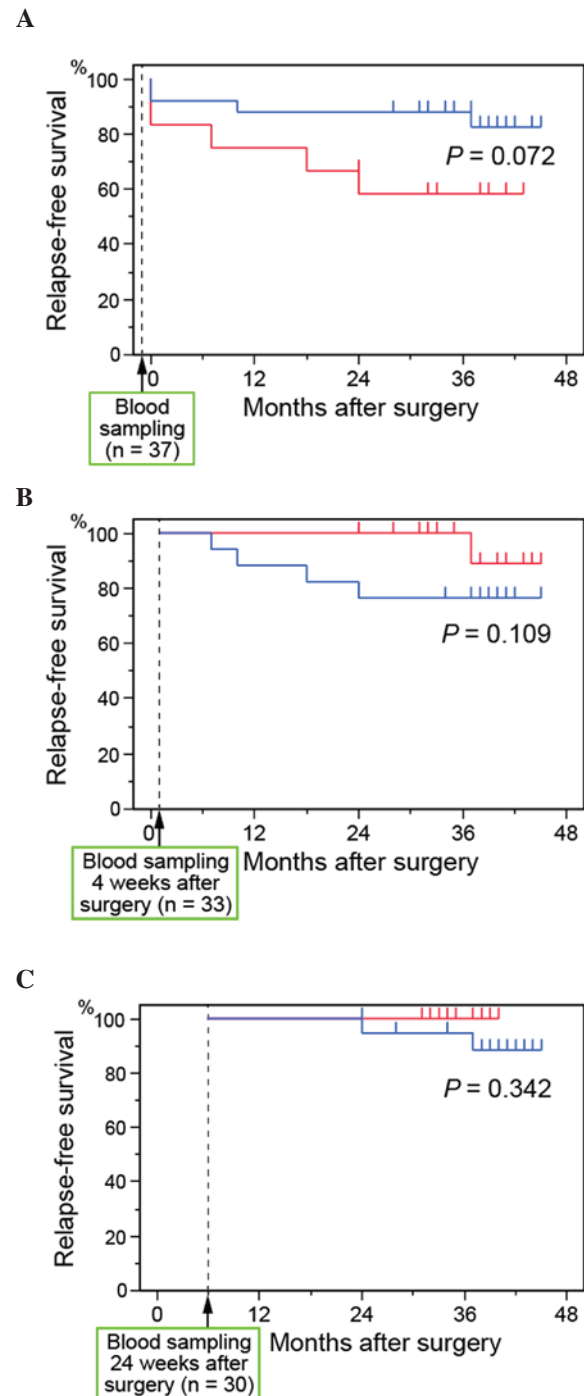 A
%
100
80
60
40
20
0
Relapse-free survival
P = 0.072
0 12 24 36 48
Months after surgery
Blood
sampling
(n = 37)
B
%
100
80
60
40
20
0
Relapse-free survival
P = 0.109
0 12 24 36 48
Months after surgery
Blood sampling
4 weeks after
surgery (n = 33)
C
%
100
80
60
40
20
0
Relapse-free survival
P = 0.342
0 12 24 36 48
Months after surgery
Blood sampling
24 weeks after
surgery (n = 30)